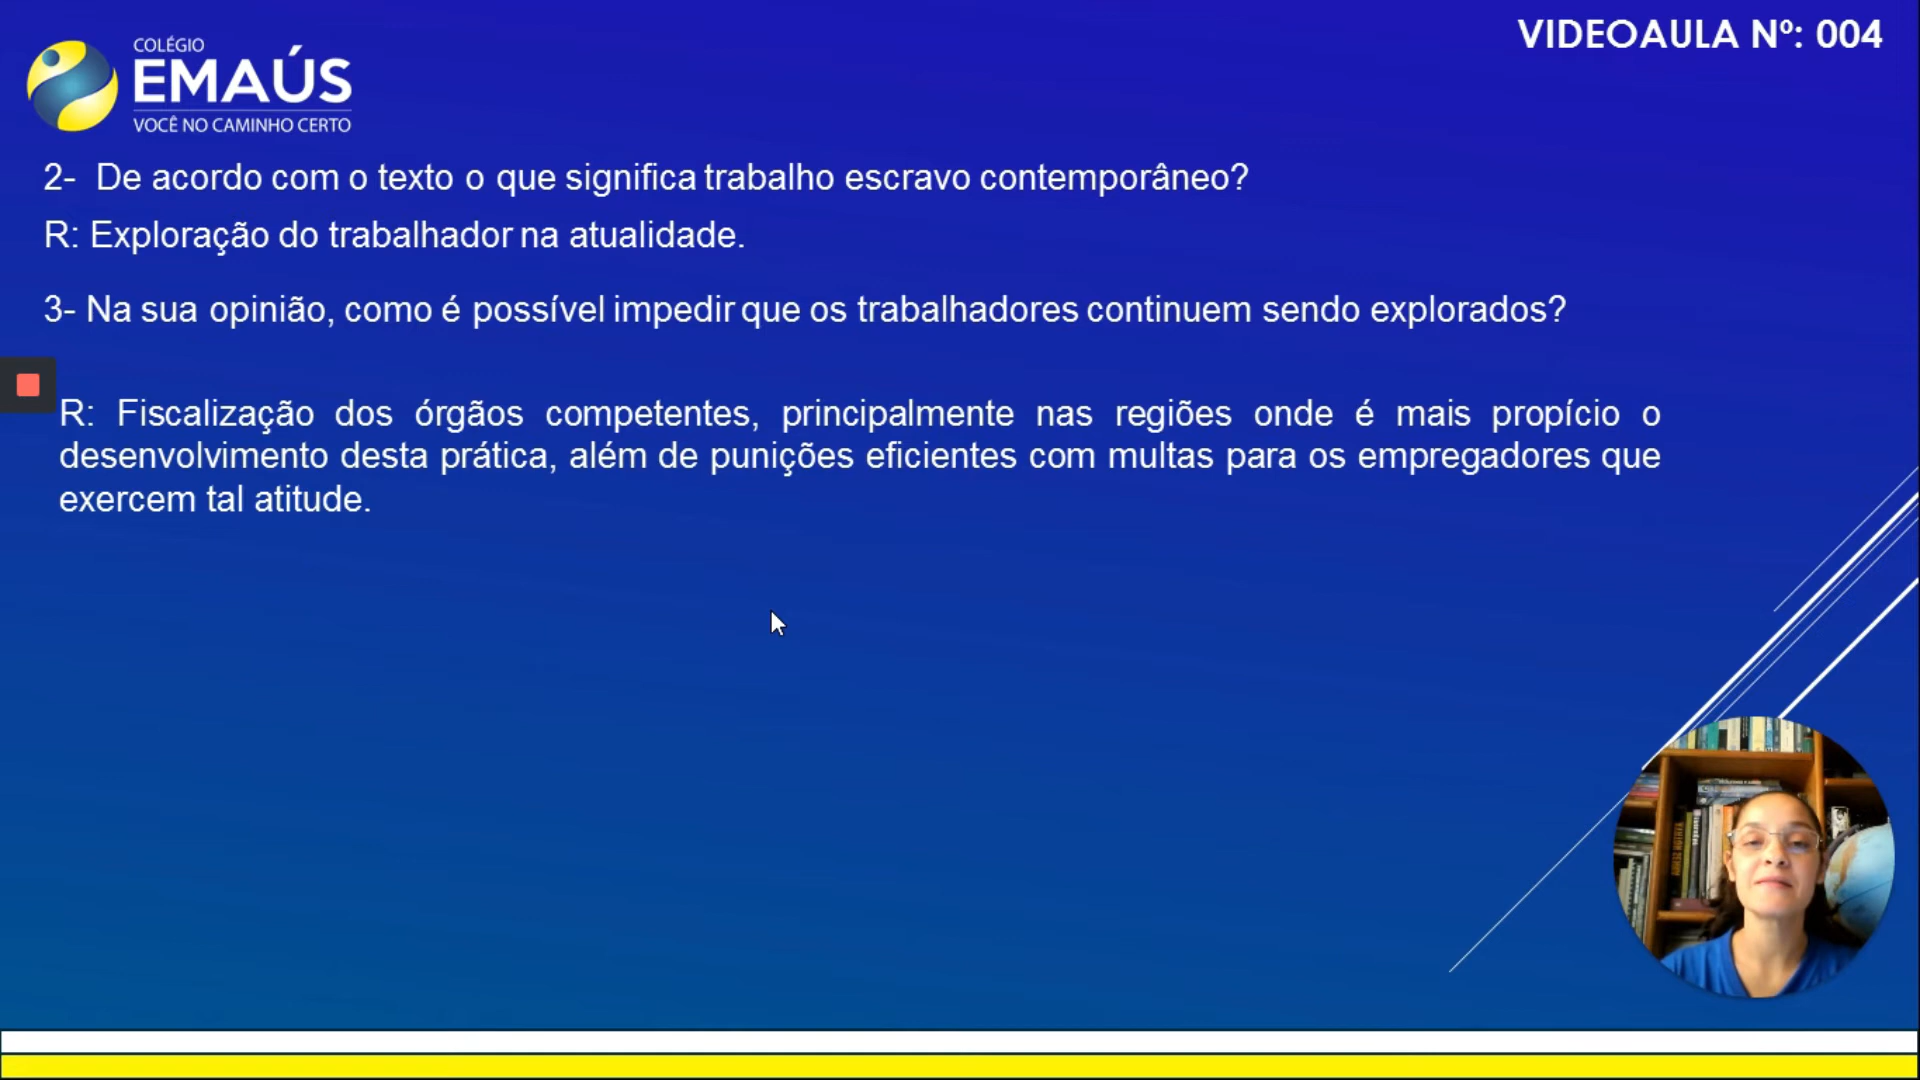 VIDEOAULA Nº: 004
COLÉGIO
EMAÚS
VOCÊ NO CAMINHO CERTO
2- De acordo com o texto o que significa trabalho escravo contemporâneo?
R: Exploração do trabalhador na atualidade.
3- Na sua opinião, como é possível impedir que os trabalhadores continuem sendo explorados?
R: Fiscalização dos órgãos competentes, principalmente nas regiões onde é mais propício o
desenvolvimento desta prática, além de punições eficientes com multas para os empregadores que
exercem tal atitude.